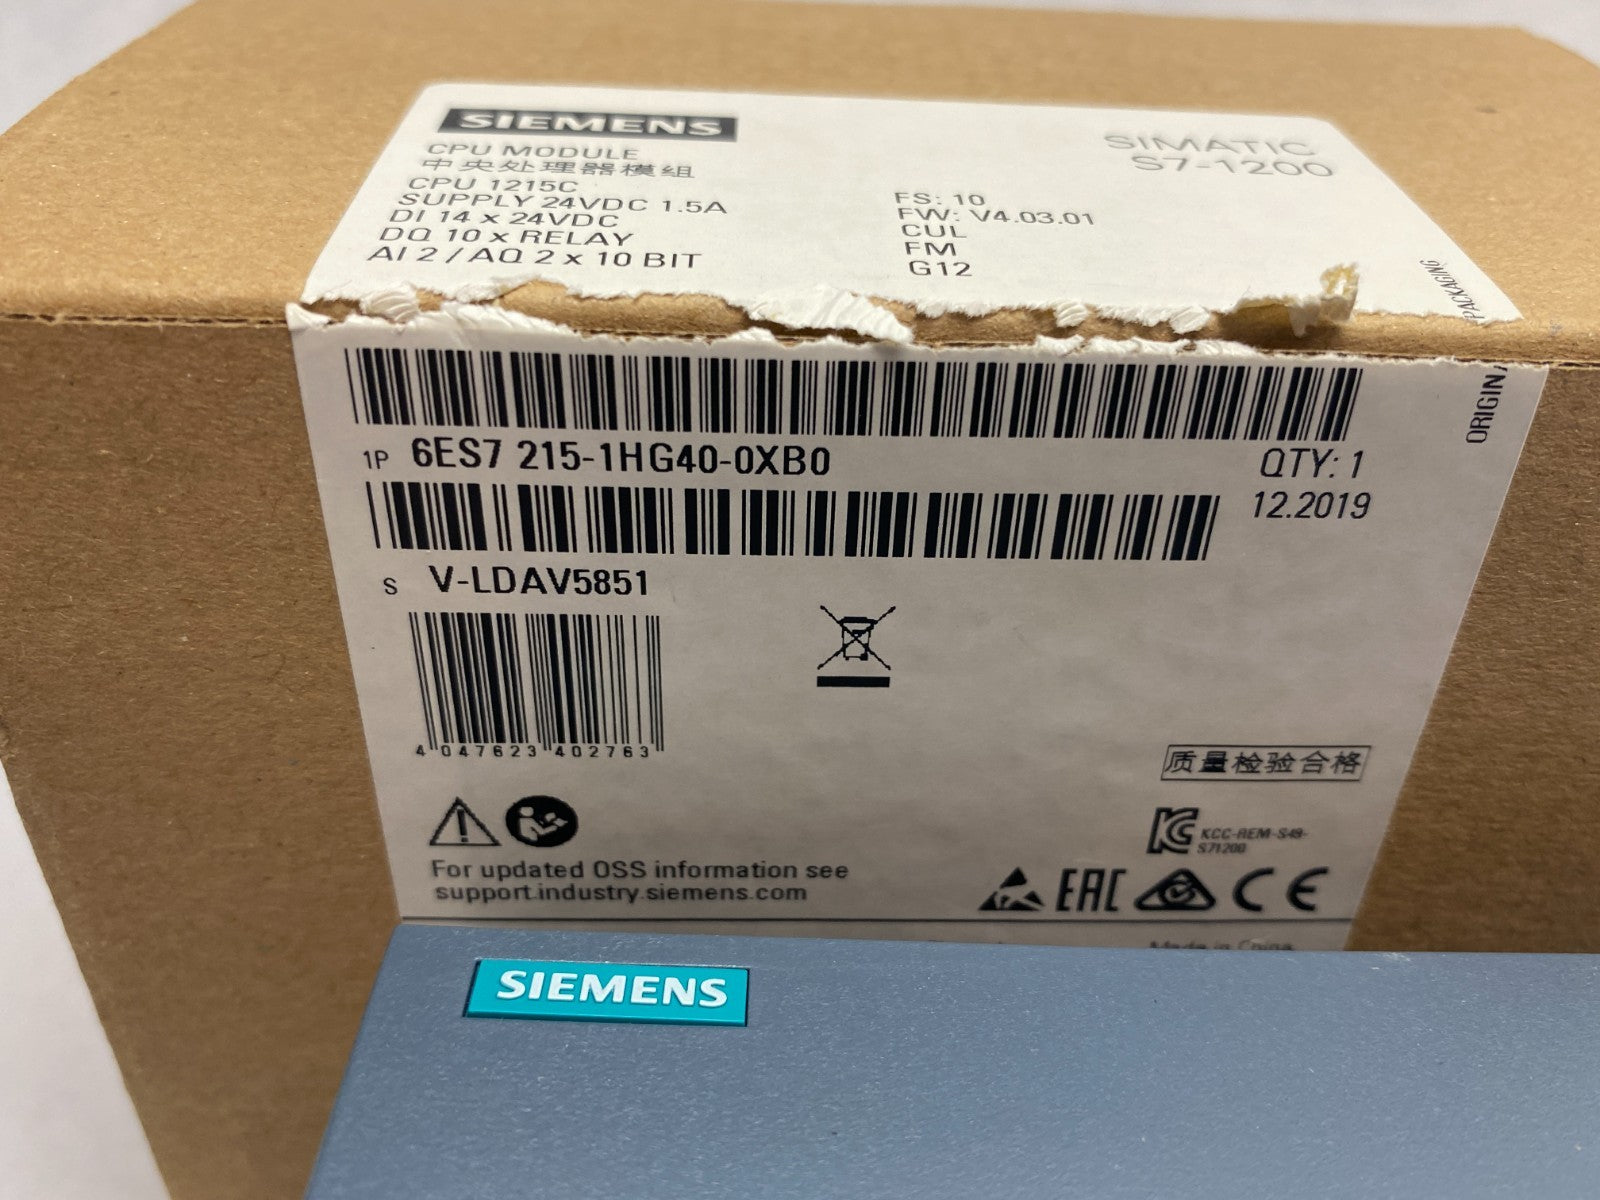 SIEMENS
CPU MODULE
中央处理器模组
CPU 1215C
SUPPLY 24VDC 1.5A
DI 14 x 24VDC
DQ 10 x RELAY
AI 2 / AQ 2 x 10 BIT
SIMATIC
S7-1200
FS: 10
FW: V4.03.01
CUL
FM
G12
PACKAGING
ORIGINA
1P 6ES7 215-1HG40-0XB0
QTY: 1
12.2019
S V-LDAV5851
4 047623 402763
质量检验合格
KCC-REM-S49-
S71200
For updated OSS information see
support.industry.siemens.com
EAC
CE
Made in China
SIEMENS